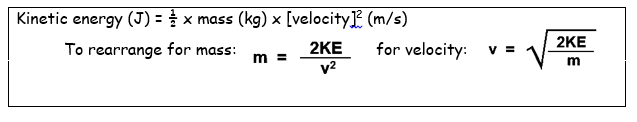 Kinetic energy (J) = ½ x mass (kg) x [velocity]² (m/s)
To rearrange for mass: m = 2KE / v² for velocity: v = √(2KE / m)